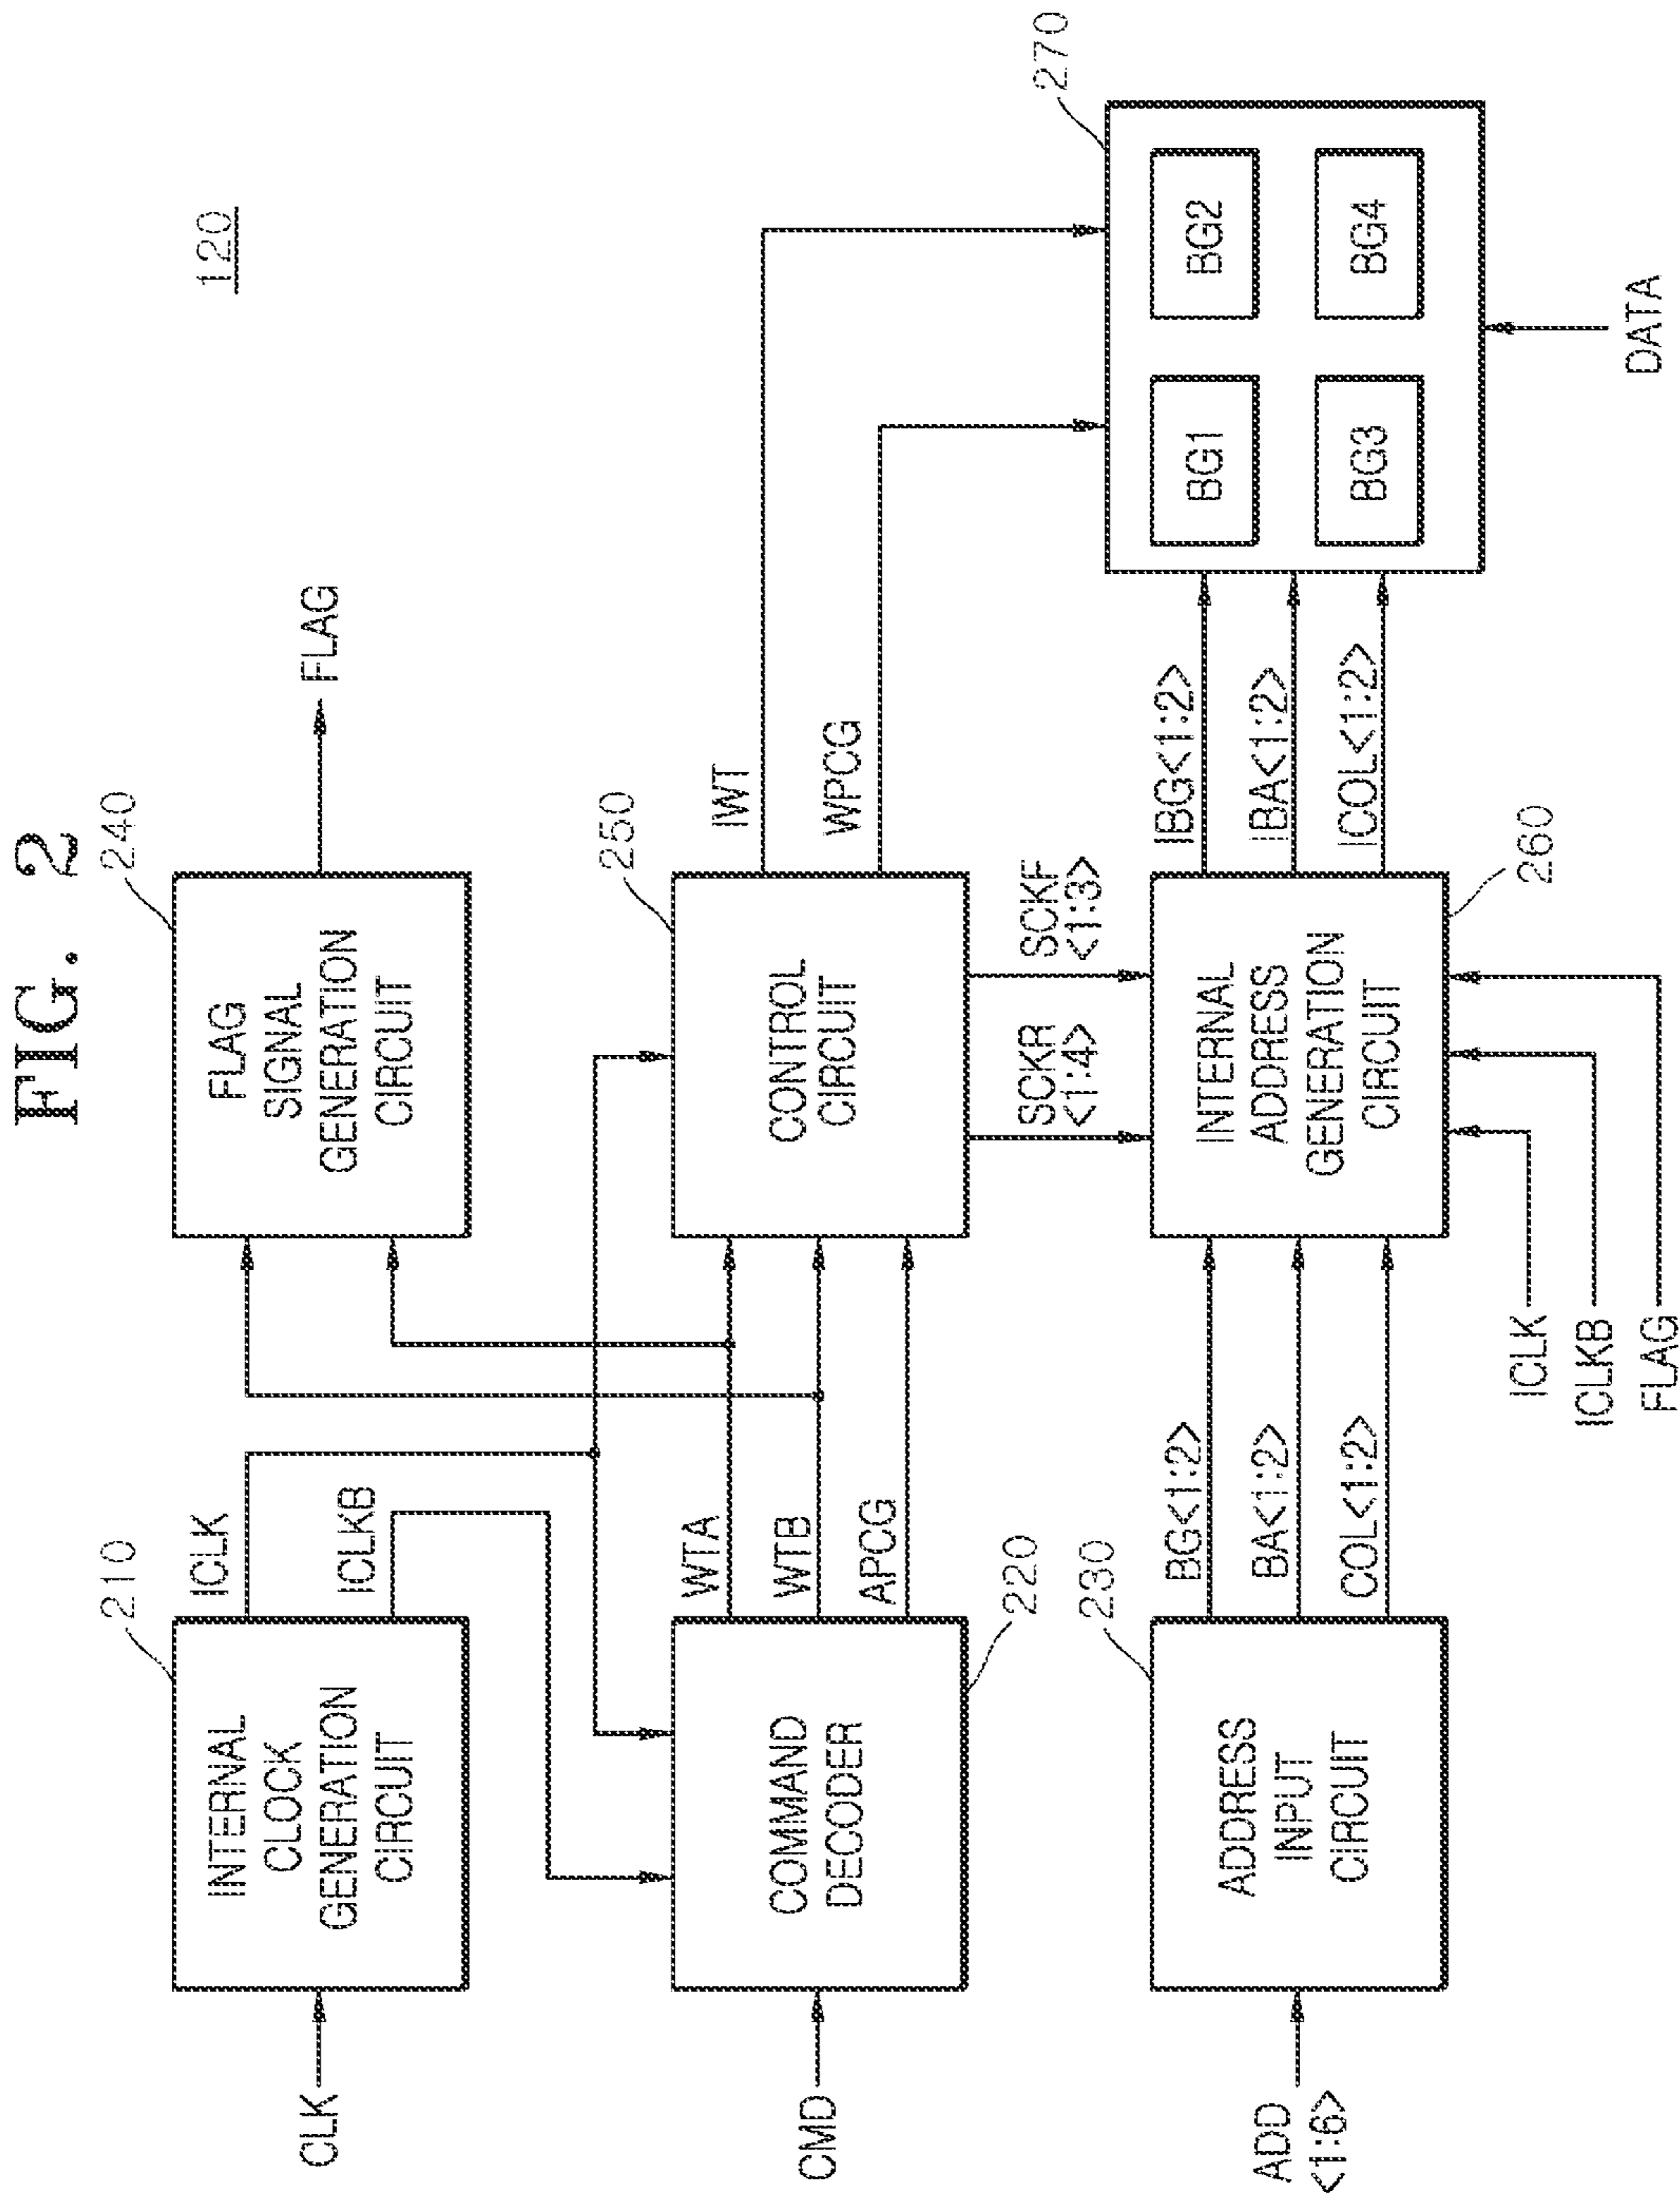 FIG. 2
120
CLK
INTERNAL
CLOCK
GENERATION
CIRCUIT
210
ICLK
ICLKB
FLAG
SIGNAL
GENERATION
CIRCUIT
240
FLAG
CMD
COMMAND
DECODER
220
WTA
WTB
APCG
CONTROL
CIRCUIT
250
IWT
WPCG
SCKR
<1:4>
SCKF
<1:3>
ADD
<1:6>
ADDRESS
INPUT
CIRCUIT
230
BG<1:2>
BA<1:2>
COL<1:2>
INTERNAL
ADDRESS
GENERATION
CIRCUIT
260
ICLK
ICLKB
FLAG
IBG<1:2>
IBA<1:2>
ICOL<1:2>
270
BG1
BG2
BG3
BG4
DATA